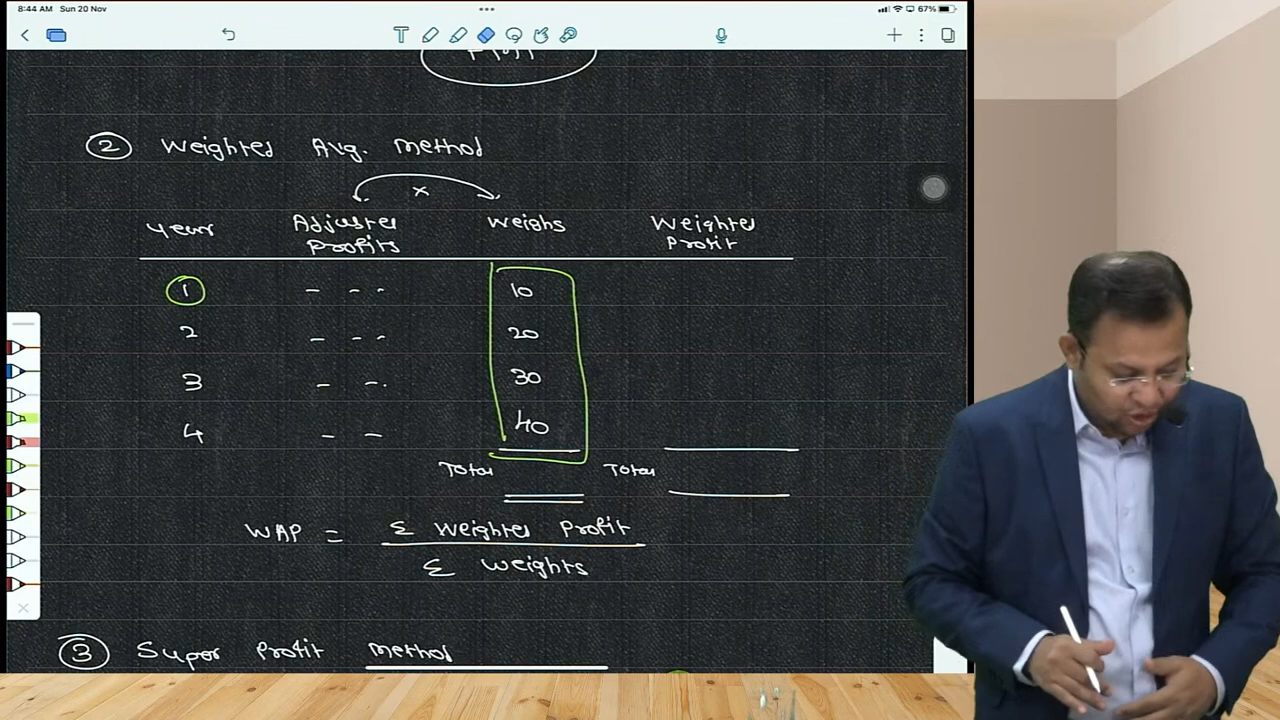 8:44 AM Sun 20 Nov
67%
2 Weighted Avg. Method
x
Year Adjusted Profits Weighs Weighted Profit
1 10
2 20
3 30
4 40
Total Total
WAP = Σ Weighted Profit
Σ Weights
3 Super Profit Method